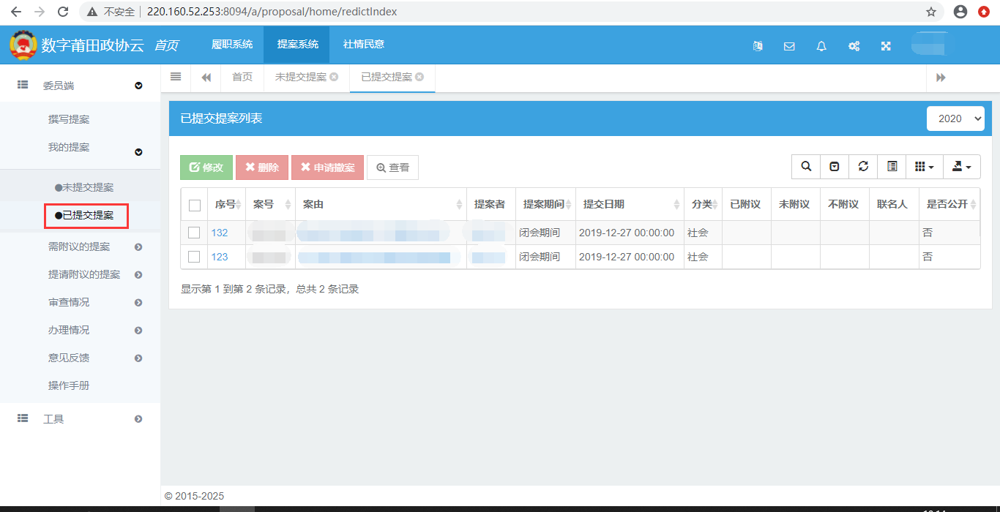 不安全 220.160.52.253:8094/a/proposal/home/redictIndex
数字莆田政协云 首页 履职系统 提案系统 社情民意
委员端
撰写提案
我的提案
●未提交提案
●已提交提案
需附议的提案
提请附议的提案
审查情况
办理情况
意见反馈
操作手册
工具
首页 未提交提案 已提交提案
已提交提案列表 2020
修改 删除 申请撤案 查看
序号 案号 案由 提案者 提案期间 提交日期 分类 已附议 未附议 不附议 联名人 是否公开
132 闭会期间 2019-12-27 00:00:00 社会 否
123 闭会期间 2019-12-27 00:00:00 社会 否
显示第 1 到第 2 条记录，总共 2 条记录
© 2015-2025